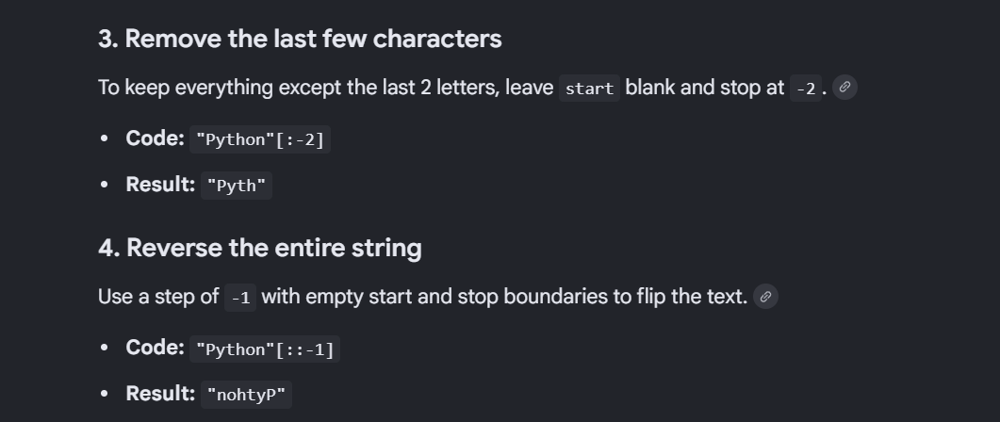 3. Remove the last few characters
To keep everything except the last 2 letters, leave start blank and stop at -2.
• Code: "Python"[:-2]
• Result: "Pyth"
4. Reverse the entire string
Use a step of -1 with empty start and stop boundaries to flip the text.
• Code: "Python"[::-1]
• Result: "nohtyP"